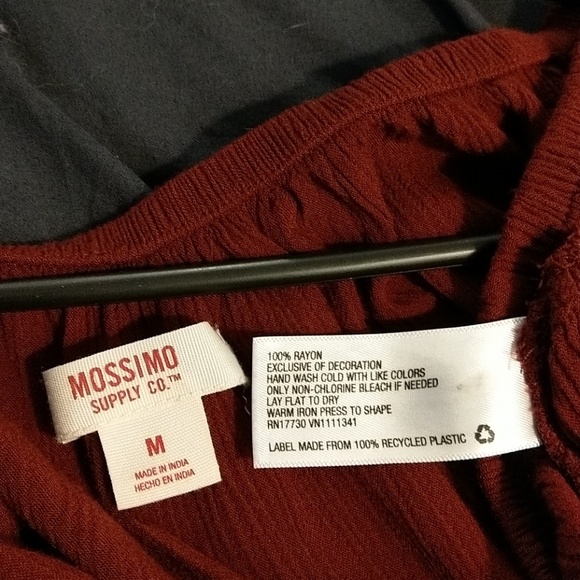 MOSSIMO
SUPPLY CO.™
M
MADE IN INDIA
HECHO EN INDIA
100% RAYON
EXCLUSIVE OF DECORATION
HAND WASH COLD WITH LIKE COLORS
ONLY NON-CHLORINE BLEACH IF NEEDED
LAY FLAT TO DRY
WARM IRON PRESS TO SHAPE
RN17730 VN1111341
LABEL MADE FROM 100% RECYCLED PLASTIC